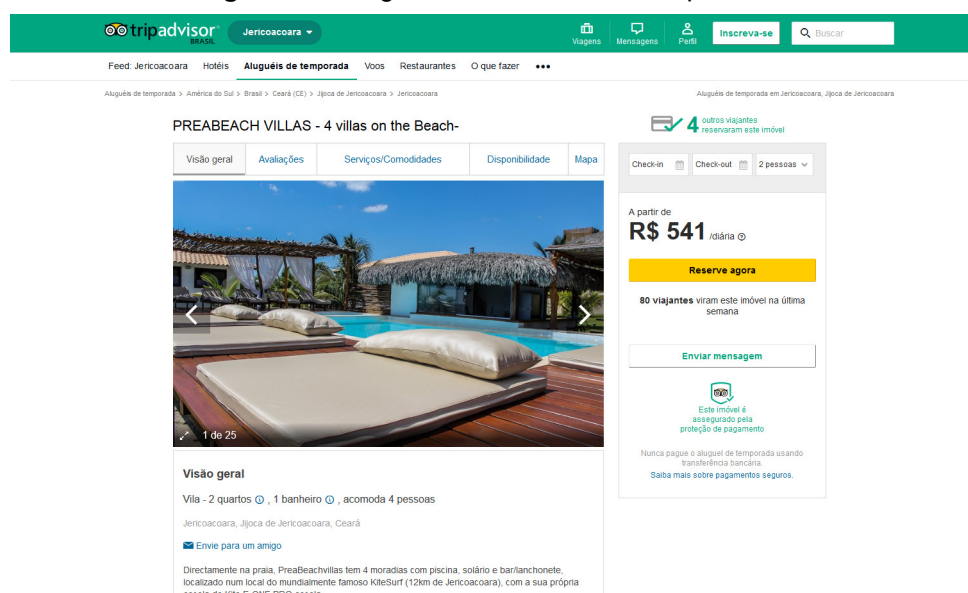 tripadvisor
BRASIL
Jericoacoara
Viagens
Mensagens
Perfil
Inscreva-se
Buscar
Feed: Jericoacoara Hotéis Aluguéis de temporada Voos Restaurantes O que fazer •••
Aluguéis de temporada > América do Sul > Brasil > Ceará (CE) > Jijoca de Jericoacoara > Jericoacoara
Aluguéis de temporada em Jericoacoara, Jijoca de Jericoacoara
PREABEACH VILLAS - 4 villas on the Beach-
4 outros viajantes
reservaram este imóvel
Visão geral Avaliações Serviços/Comodidades Disponibilidade Mapa
Check-in Check-out 2 pessoas
A partir de
R$ 541 /diária
Reserve agora
80 viajantes viram este imóvel na última
semana
Enviar mensagem
Este imóvel é
assegurado pela
proteção de pagamento
Nunca pague o aluguel de temporada usando
transferência bancária.
Saiba mais sobre pagamentos seguros.
1 de 25
Visão geral
Vila - 2 quartos , 1 banheiro , acomoda 4 pessoas
Jericoacoara, Jijoca de Jericoacoara, Ceará
Envie para um amigo
Directamente na praia, PreaBeachvillas tem 4 moradias com piscina, solário e bar/lanchonete,
localizado num local do mundialmente famoso KiteSurf (12km de Jericoacoara), com a sua própria